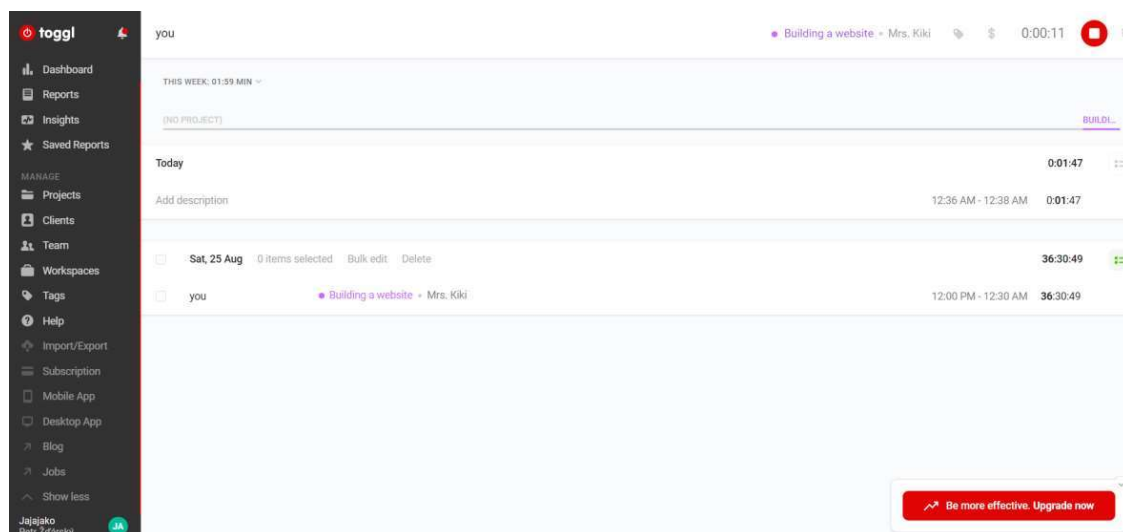 toggl
Dashboard
Reports
Insights
Saved Reports
MANAGE
Projects
Clients
Team
Workspaces
Tags
Help
Import/Export
Subscription
Mobile App
Desktop App
Blog
Jobs
Show less
Jajajako
JA
you Building a website • Mrs. Kiki $ 0:00:11
THIS WEEK: 01:59 MIN
(NO PROJECT) BUILDI...
Today 0:01:47
Add description 12:36 AM - 12:38 AM 0:01:47
Sat, 25 Aug 0 items selected Bulk edit Delete 36:30:49
you Building a website • Mrs. Kiki 12:00 PM - 12:30 AM 36:30:49
Be more effective. Upgrade now